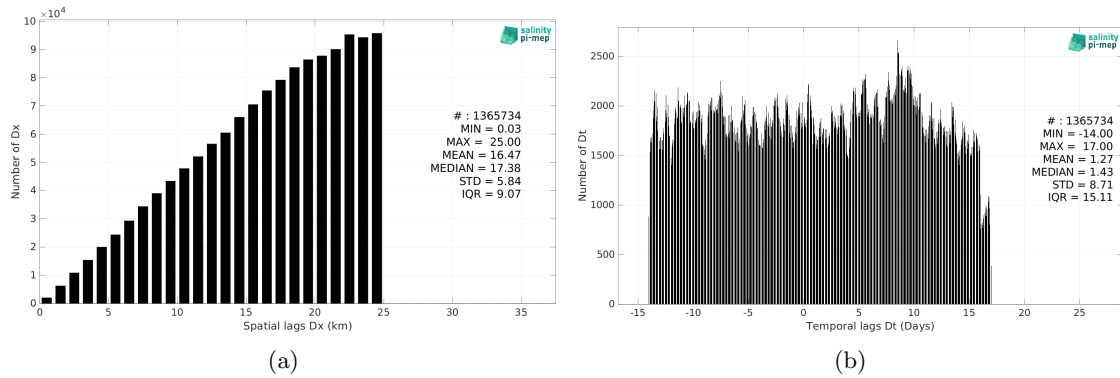 ×10⁴
10
9
8
7
6
5
4
3
2
1
0
Number of Dx
0 5 10 15 20 25 30 35
Spatial lags Dx (km)
salinity
pi-mep
# : 1365734
MIN = 0.03
MAX = 25.00
MEAN = 16.47
MEDIAN = 17.38
STD = 5.84
IQR = 9.07
(a)
2500
2000
1500
1000
500
0
Number of Dt
-15 -10 -5 0 5 10 15 20 25
Temporal lags Dt (Days)
salinity
pi-mep
# : 1365734
MIN = -14.00
MAX = 17.00
MEAN = 1.27
MEDIAN = 1.43
STD = 8.71
IQR = 15.11
(b)